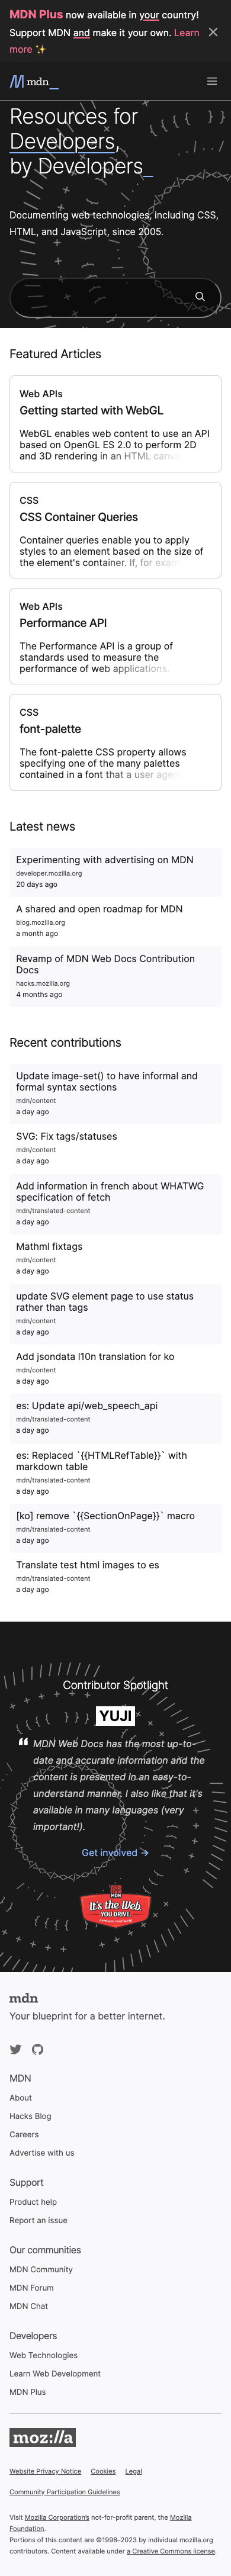 MDN Plus now available in your country!
Support MDN and make it your own. Learn
more ✨
mdn_
Resources for
Developers,
by Developers_
Documenting web technologies, including CSS,
HTML, and JavaScript, since 2005.
Featured Articles
Web APIs
Getting started with WebGL
WebGL enables web content to use an API
based on OpenGL ES 2.0 to perform 2D
and 3D rendering in an HTML canva
CSS
CSS Container Queries
Container queries enable you to apply
styles to an element based on the size of
the element's container. If, for exam
Web APIs
Performance API
The Performance API is a group of
standards used to measure the
performance of web applications.
CSS
font-palette
The font-palette CSS property allows
specifying one of the many palettes
contained in a font that a user agen
Latest news
Experimenting with advertising on MDN
developer.mozilla.org
20 days ago
A shared and open roadmap for MDN
blog.mozilla.org
a month ago
Revamp of MDN Web Docs Contribution
Docs
hacks.mozilla.org
4 months ago
Recent contributions
Update image-set() to have informal and
formal syntax sections
mdn/content
a day ago
SVG: Fix tags/statuses
mdn/content
a day ago
Add information in french about WHATWG
specification of fetch
mdn/translated-content
a day ago
Mathml fixtags
mdn/content
a day ago
update SVG element page to use status
rather than tags
mdn/content
a day ago
Add jsondata l10n translation for ko
mdn/content
a day ago
es: Update api/web_speech_api
mdn/translated-content
a day ago
es: Replaced `{{HTMLRefTable}}` with
markdown table
mdn/translated-content
a day ago
[ko] remove `{{SectionOnPage}}` macro
mdn/translated-content
a day ago
Translate test html images to es
mdn/translated-content
a day ago
Contributor Spotlight
YUJI
❝ MDN Web Docs has the most up-to-
date and accurate information and the
content is presented in an easy-to-
understand manner. I also like that it's
available in many languages (very
important!).
Get involved →
MDN
It's the Web
YOU DRIVE.
mdn
Your blueprint for a better internet.
MDN
About
Hacks Blog
Careers
Advertise with us
Support
Product help
Report an issue
Our communities
MDN Community
MDN Forum
MDN Chat
Developers
Web Technologies
Learn Web Development
MDN Plus
moz://a
Website Privacy Notice Cookies Legal
Community Participation Guidelines
Visit Mozilla Corporation's not-for-profit parent, the Mozilla
Foundation.
Portions of this content are ©1998–2023 by individual mozilla.org
contributors. Content available under a Creative Commons license.